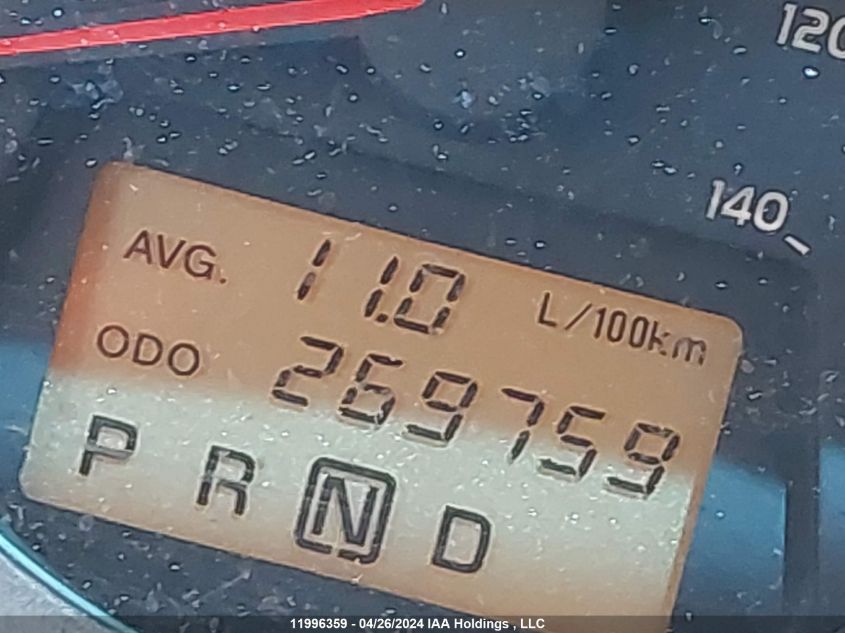 120
140
AVG. 11.0 L/100km
ODO 269759
P R N D
11996359 - 04/26/2024 IAA Holdings , LLC